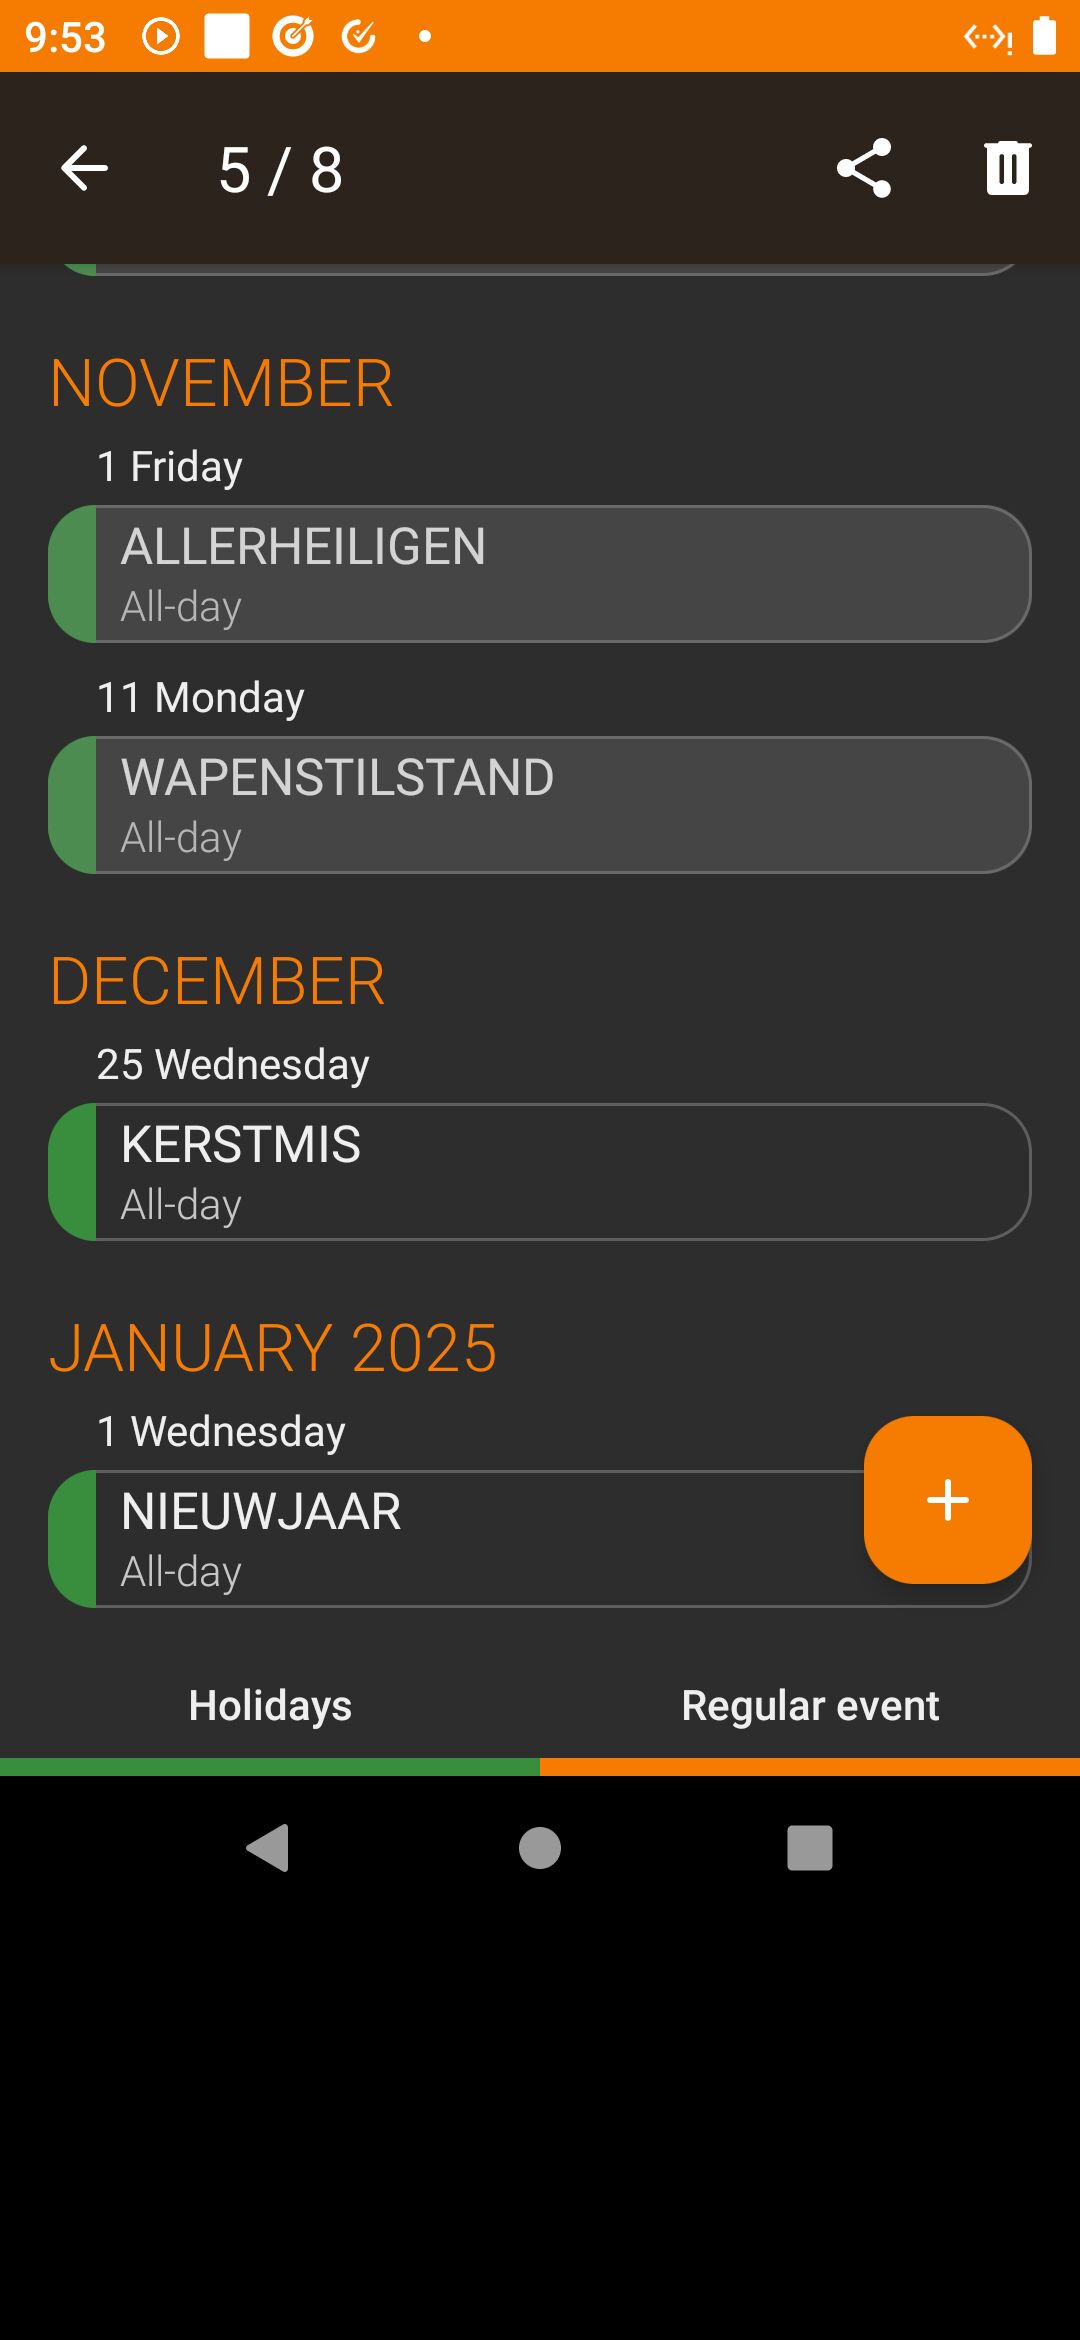 9:53
5 / 8
NOVEMBER
1 Friday
ALLERHEILIGEN
All-day
11 Monday
WAPENSTILSTAND
All-day
DECEMBER
25 Wednesday
KERSTMIS
All-day
JANUARY 2025
1 Wednesday
NIEUWJAAR
All-day
Holidays
Regular event